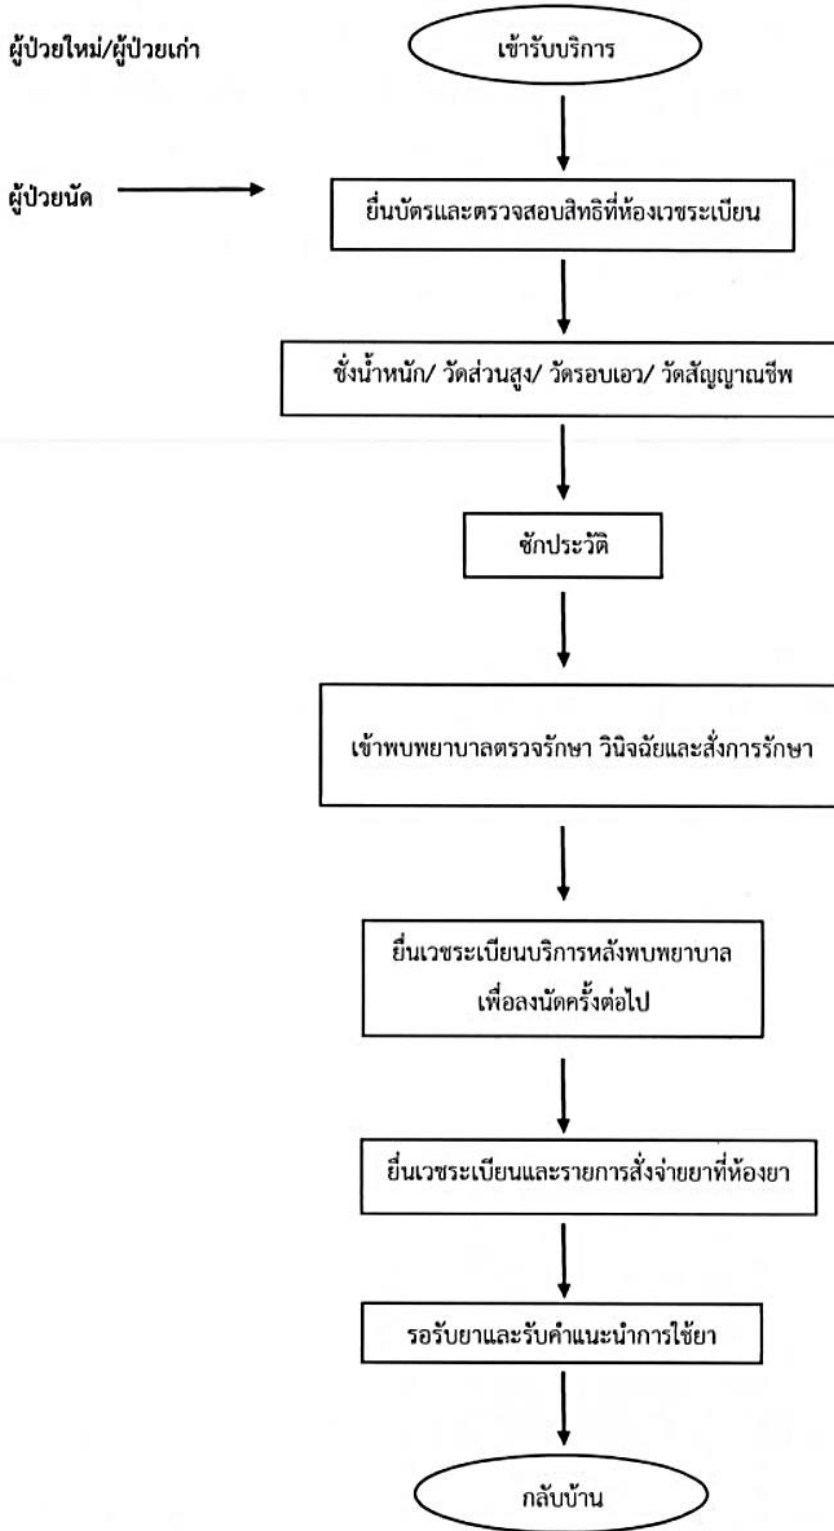 ผู้ป่วยใหม่/ผู้ป่วยเก่า
เข้ารับบริการ
ผู้ป่วยนัด
ยื่นบัตรและตรวจสอบสิทธิที่ห้องเวชระเบียน
ชั่งน้ำหนัก/ วัดส่วนสูง/ วัดรอบเอว/ วัดสัญญาณชีพ
ซักประวัติ
เข้าพบพยาบาลตรวจรักษา วินิจฉัยและสั่งการรักษา
ยื่นเวชระเบียนบริการหลังพบพยาบาล
เพื่อลงนัดครั้งต่อไป
ยื่นเวชระเบียนและรายการสั่งจ่ายยาที่ห้องยา
รอรับยาและรับคำแนะนำการใช้ยา
กลับบ้าน